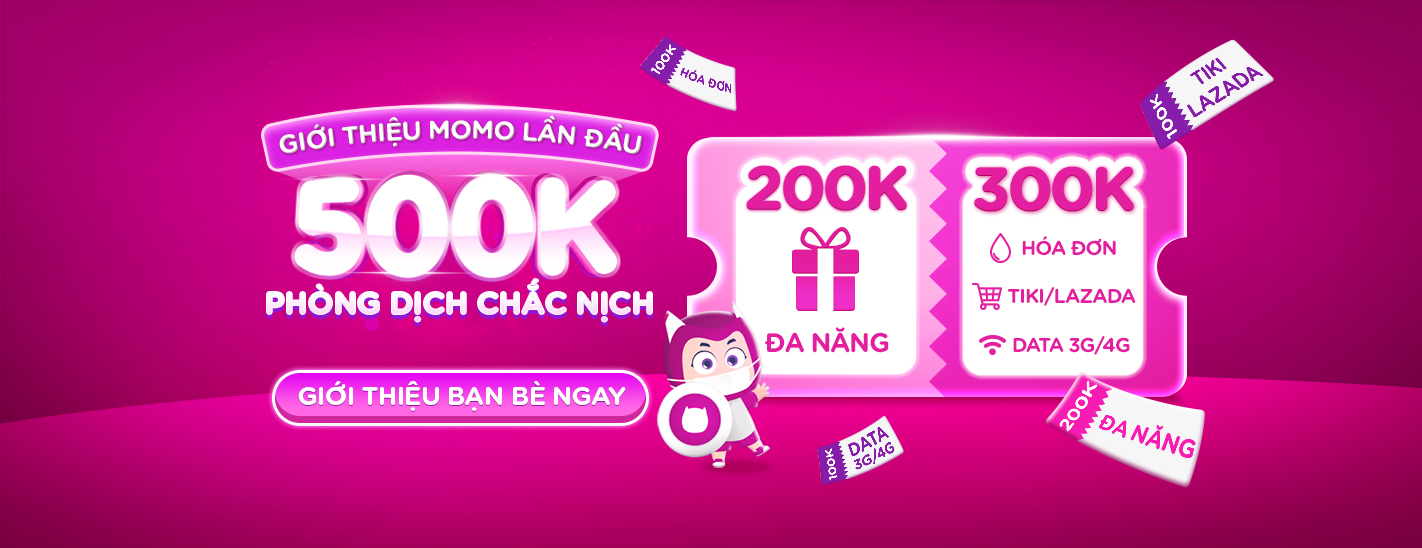 GIỚI THIỆU MOMO LẦN ĐẦU
500K
PHÒNG DỊCH CHẮC NỊCH
GIỚI THIỆU BẠN BÈ NGAY
100K
HÓA ĐƠN
200K
ĐA NĂNG
300K
HÓA ĐƠN
TIKI/LAZADA
DATA 3G/4G
100K
TIKI
LAZADA
100K
DATA
3G/4G
200K
ĐA NĂNG